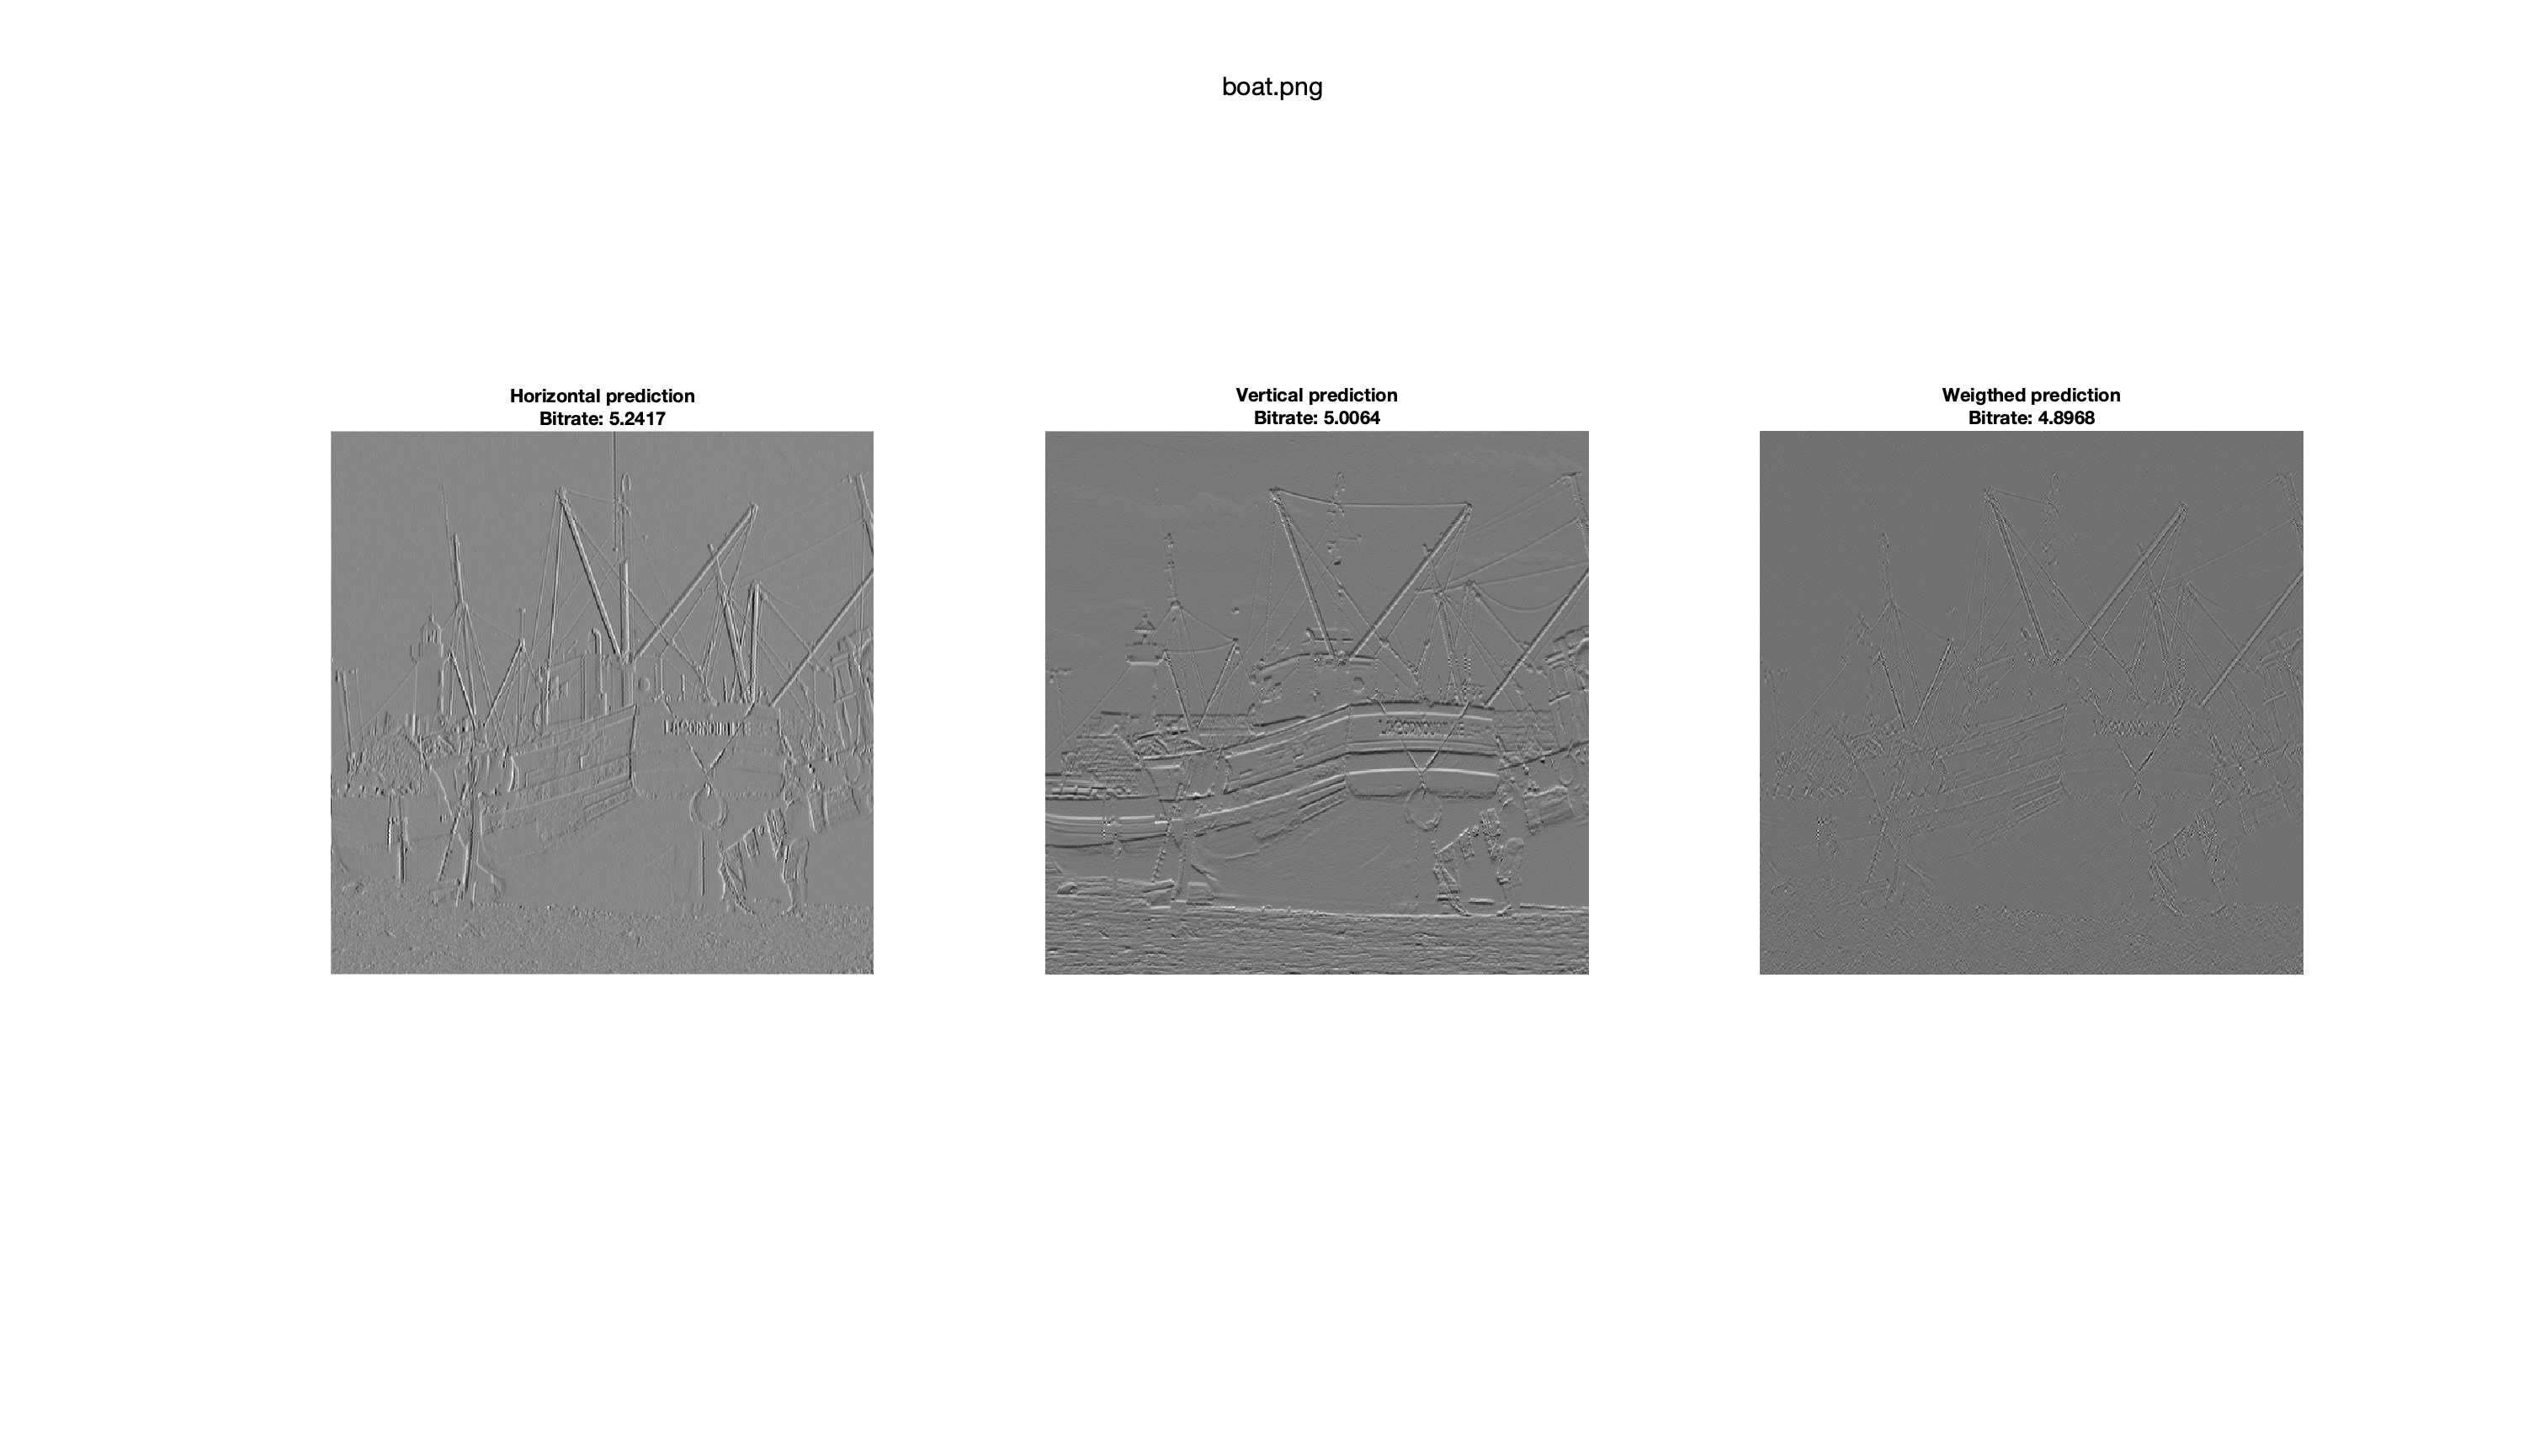 boat.png
Horizontal prediction
Bitrate: 5.2417
Vertical prediction
Bitrate: 5.0064
Weigthed prediction
Bitrate: 4.8968